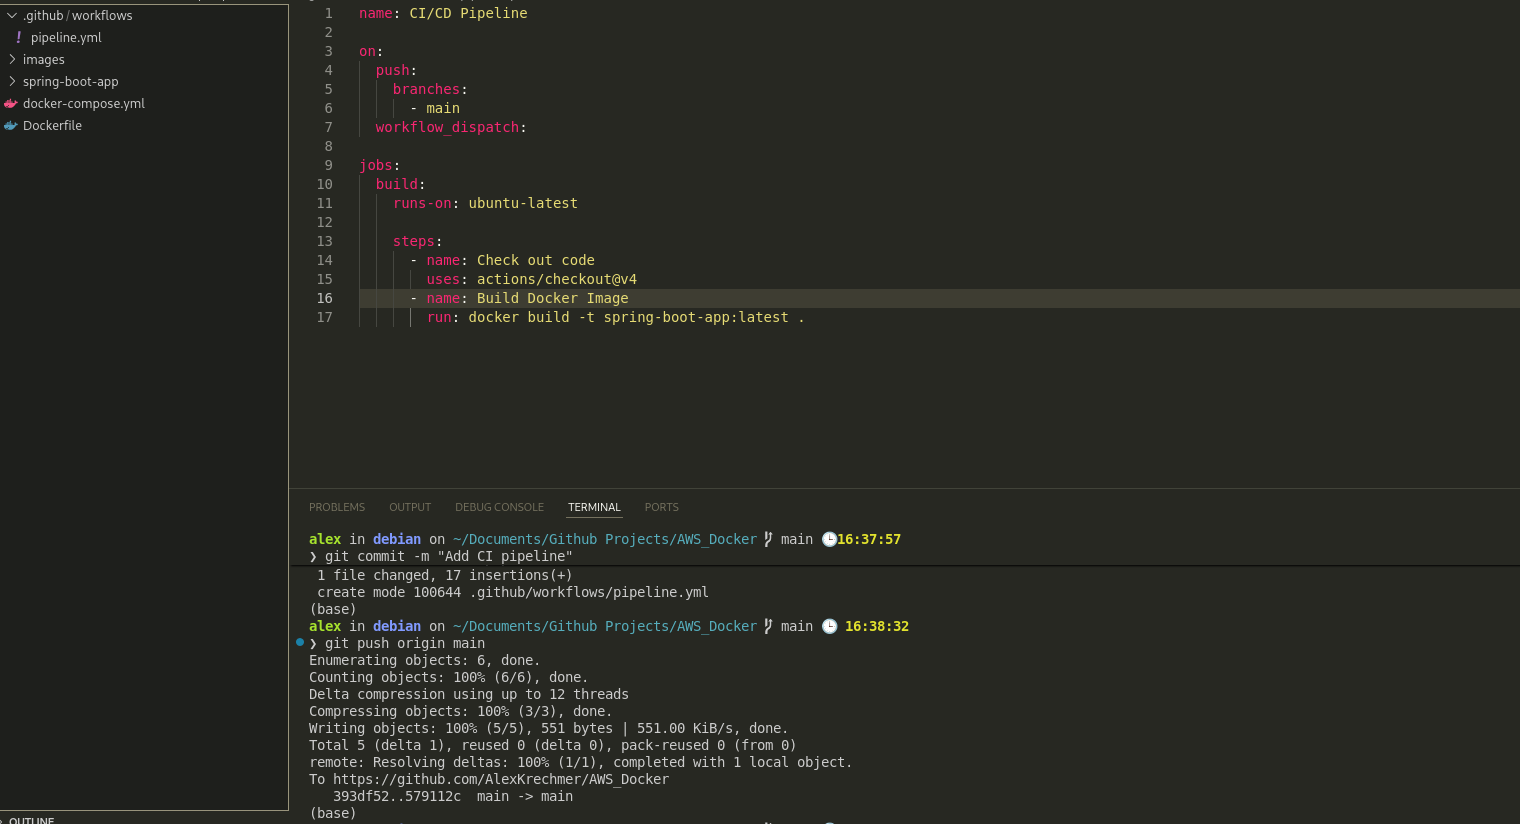 .github/workflows
pipeline.yml
images
spring-boot-app
docker-compose.yml
Dockerfile
OUTLINE
1 name: CI/CD Pipeline
2
3 on:
4 push:
5 branches:
6 - main
7 workflow_dispatch:
8
9 jobs:
10 build:
11 runs-on: ubuntu-latest
12
13 steps:
14 - name: Check out code
15 uses: actions/checkout@v4
16 - name: Build Docker Image
17 run: docker build -t spring-boot-app:latest .
PROBLEMS OUTPUT DEBUG CONSOLE TERMINAL PORTS
alex in debian on ~/Documents/Github Projects/AWS_Docker main 🕒16:37:57
❯ git commit -m "Add CI pipeline"
1 file changed, 17 insertions(+)
create mode 100644 .github/workflows/pipeline.yml
(base)
alex in debian on ~/Documents/Github Projects/AWS_Docker main 🕒 16:38:32
❯ git push origin main
Enumerating objects: 6, done.
Counting objects: 100% (6/6), done.
Delta compression using up to 12 threads
Compressing objects: 100% (3/3), done.
Writing objects: 100% (5/5), 551 bytes | 551.00 KiB/s, done.
Total 5 (delta 1), reused 0 (delta 0), pack-reused 0 (from 0)
remote: Resolving deltas: 100% (1/1), completed with 1 local object.
To https://github.com/AlexKrechmer/AWS_Docker
393df52..579112c main -> main
(base)